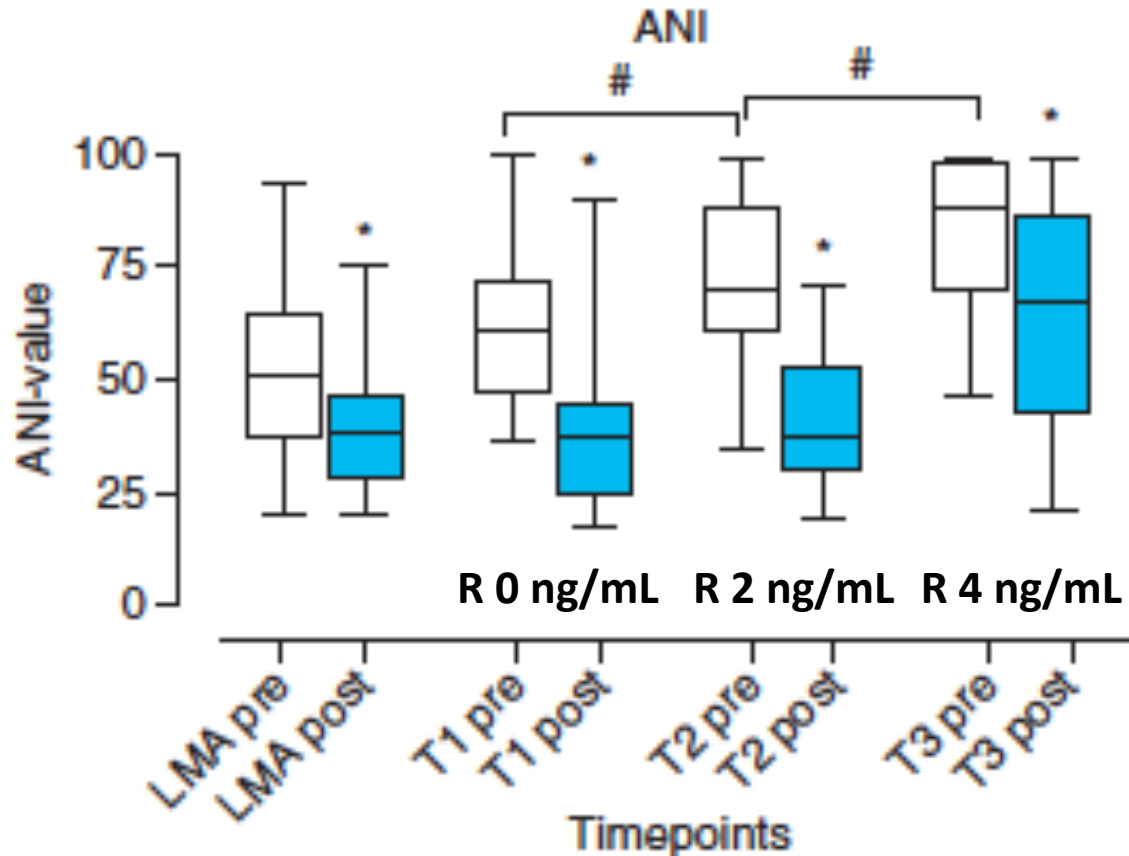 ANI
# #
* * * *
100
75
50
25
0
ANI-value
R 0 ng/mL R 2 ng/mL R 4 ng/mL
LMA pre
LMA post
T1 pre
T1 post
T2 pre
T2 post
T3 pre
T3 post
Timepoints